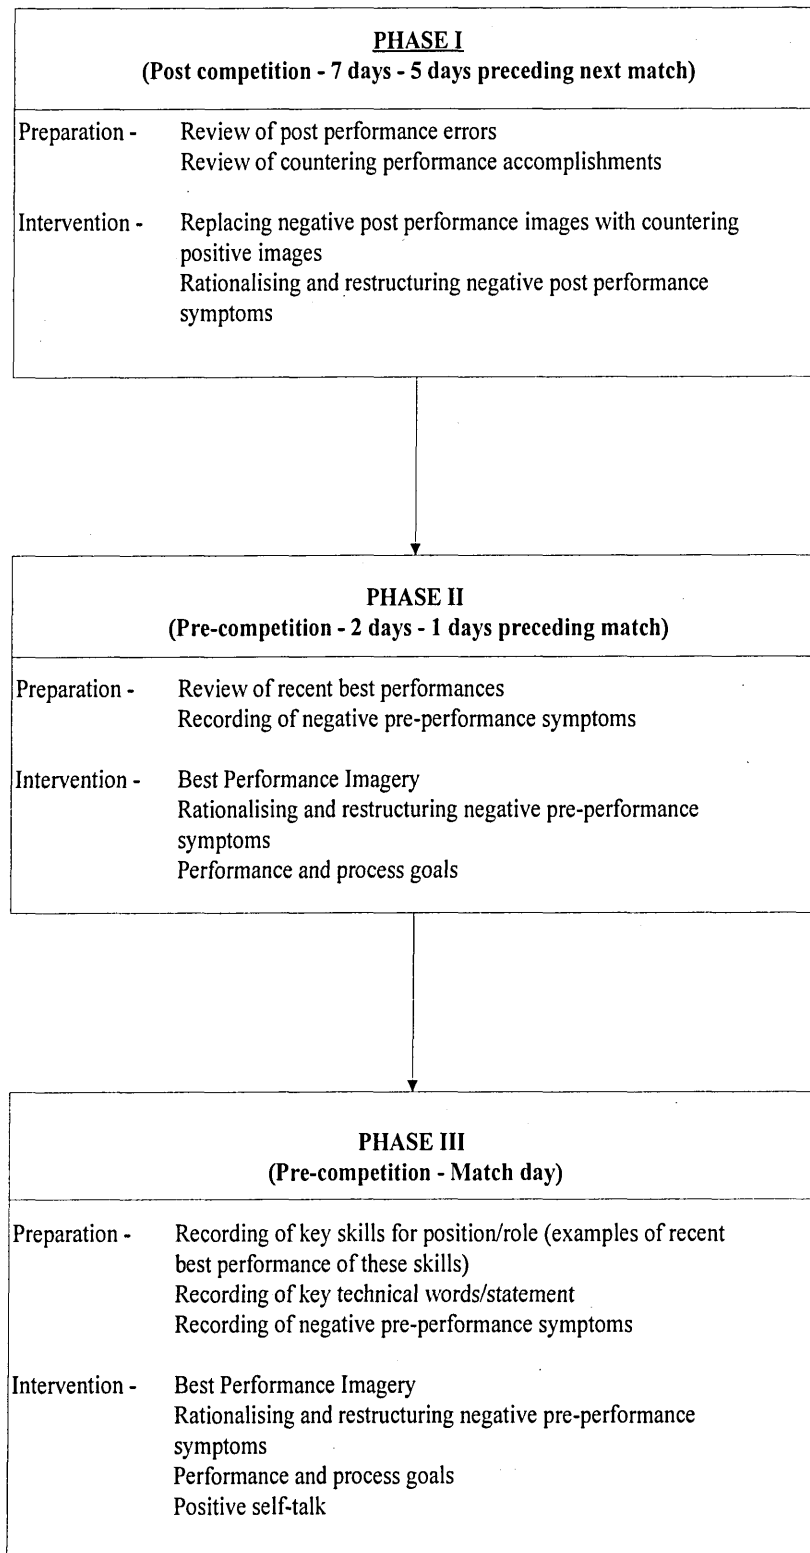 PHASE I
(Post competition - 7 days - 5 days preceding next match)
Preparation - Review of post performance errors
Review of countering performance accomplishments
Intervention - Replacing negative post performance images with countering
positive images
Rationalising and restructuring negative post performance
symptoms
PHASE II
(Pre-competition - 2 days - 1 days preceding match)
Preparation - Review of recent best performances
Recording of negative pre-performance symptoms
Intervention - Best Performance Imagery
Rationalising and restructuring negative pre-performance
symptoms
Performance and process goals
PHASE III
(Pre-competition - Match day)
Preparation - Recording of key skills for position/role (examples of recent
best performance of these skills)
Recording of key technical words/statement
Recording of negative pre-performance symptoms
Intervention - Best Performance Imagery
Rationalising and restructuring negative pre-performance
symptoms
Performance and process goals
Positive self-talk